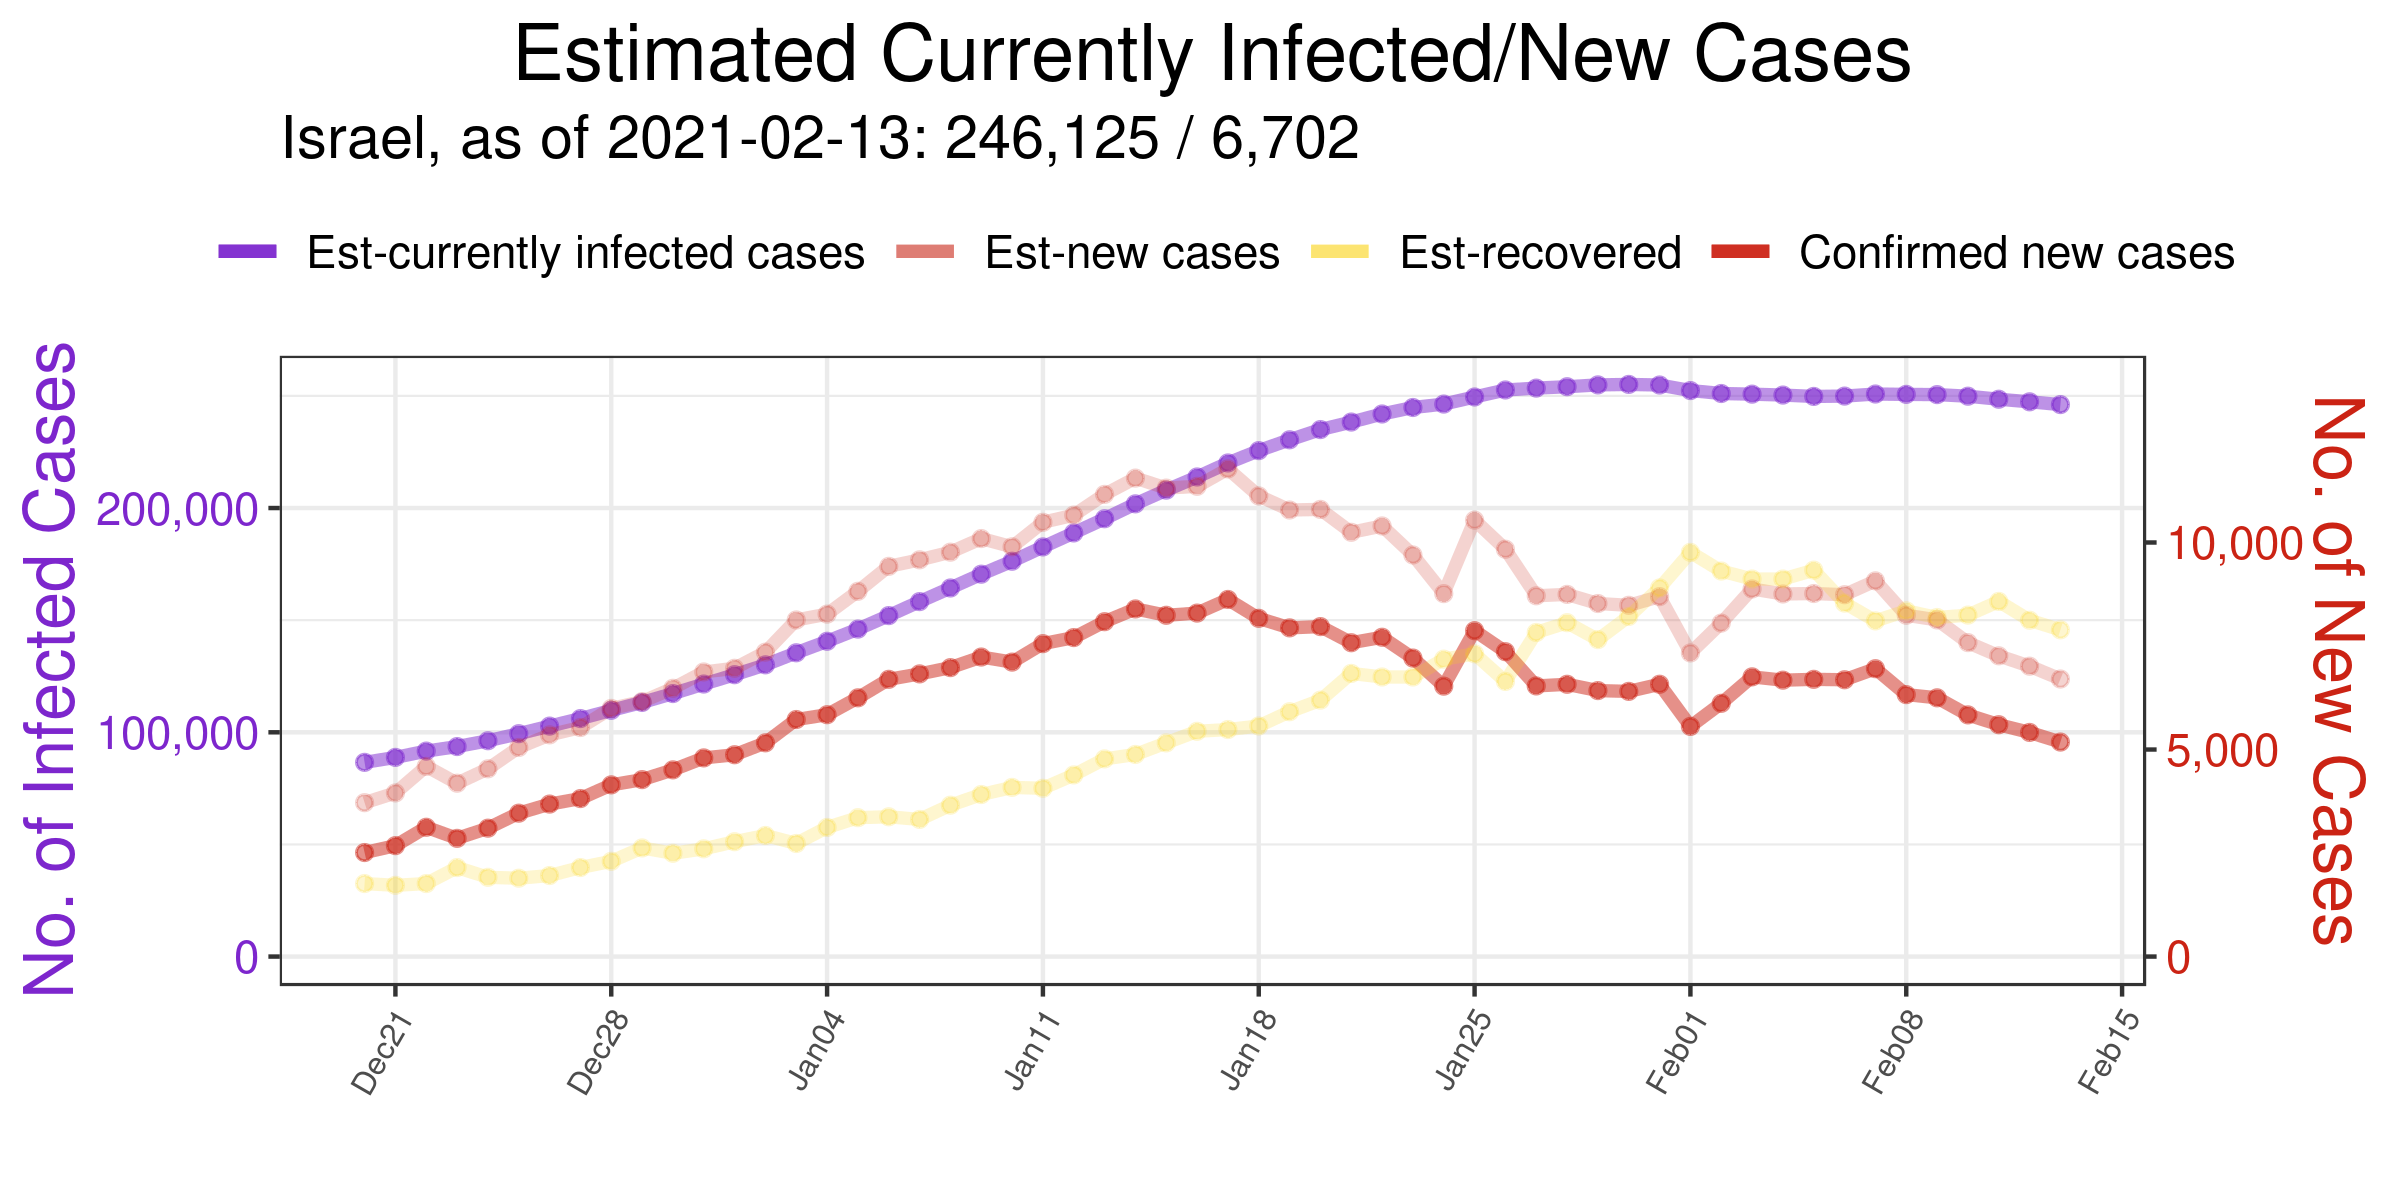 Estimated Currently Infected/New Cases
Israel, as of 2021-02-13: 246,125 / 6,702
Est-currently infected cases Est-new cases Est-recovered Confirmed new cases
No. of Infected Cases
200,000
100,000
0
10,000
5,000
0
No. of New Cases
Dec21 Dec28 Jan04 Jan11 Jan18 Jan25 Feb01 Feb08 Feb15